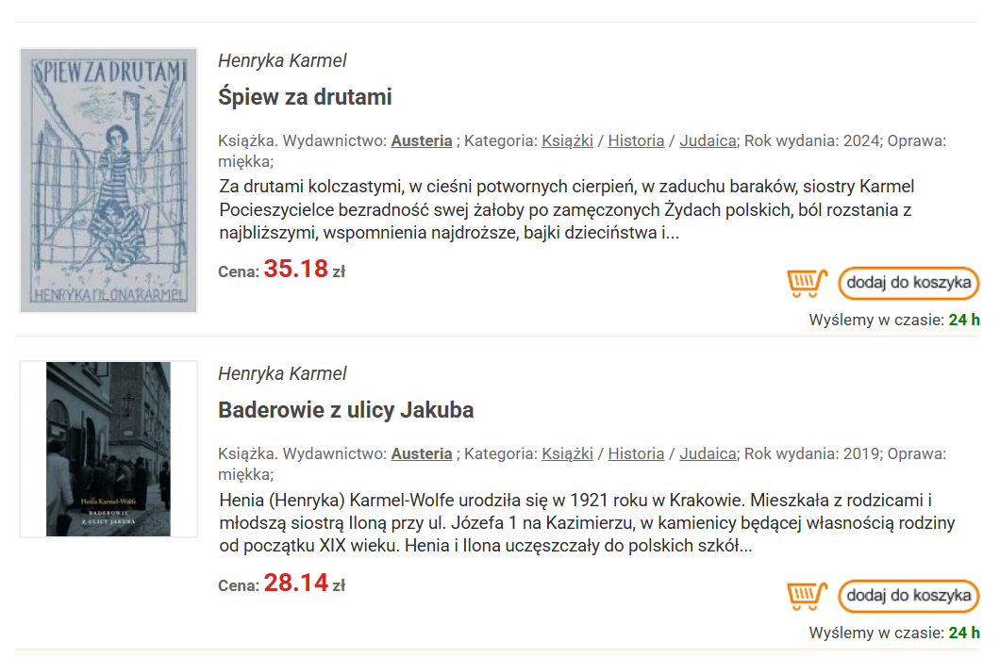 ŚPIEW ZA DRUTAMI
HENRYKA I ILONA KARMEL
Henryka Karmel
Śpiew za drutami
Książka. Wydawnictwo: Austeria ; Kategoria: Książki / Historia / Judaica; Rok wydania: 2024; Oprawa:
miękka;
Za drutami kolczastymi, w cieśni potwornych cierpień, w zaduchu baraków, siostry Karmel
Pocieszycielce bezradność swej żałoby po zamęczonych Żydach polskich, ból rozstania z
najbliższymi, wspomnienia najdroższe, bajki dzieciństwa i...
Cena: 35.18 zł
dodaj do koszyka
Wyślemy w czasie: 24 h
Henia Karmel-Wolfe
BADEROWIE
Z ULICY JAKUBA
Henryka Karmel
Baderowie z ulicy Jakuba
Książka. Wydawnictwo: Austeria ; Kategoria: Książki / Historia / Judaica; Rok wydania: 2019; Oprawa:
miękka;
Henia (Henryka) Karmel-Wolfe urodziła się w 1921 roku w Krakowie. Mieszkała z rodzicami i
młodszą siostrą Iloną przy ul. Józefa 1 na Kazimierzu, w kamienicy będącej własnością rodziny
od początku XIX wieku. Henia i Ilona uczęszczały do polskich szkół...
Cena: 28.14 zł
dodaj do koszyka
Wyślemy w czasie: 24 h